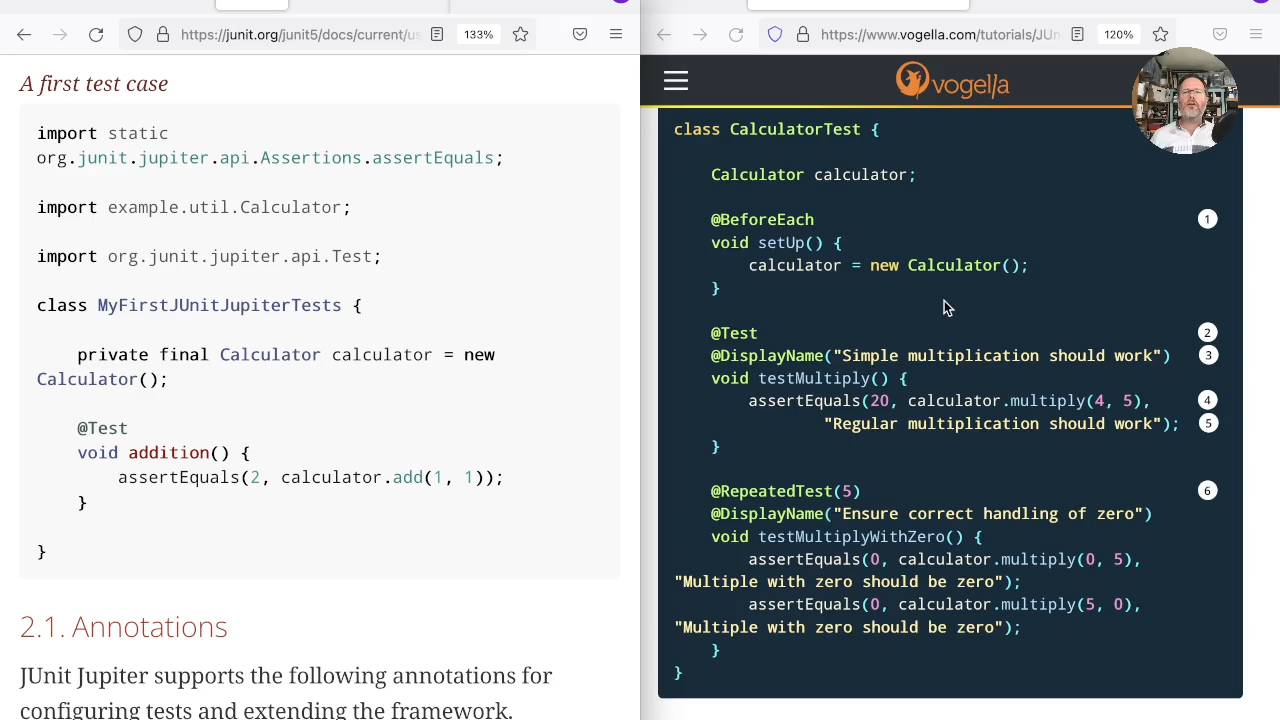 https://junit.org/junit5/docs/current/us
133%
A first test case
import static
org.junit.jupiter.api.Assertions.assertEquals;
import example.util.Calculator;
import org.junit.jupiter.api.Test;
class MyFirstJUnitJupiterTests {
private final Calculator calculator = new
Calculator();
@Test
void addition() {
assertEquals(2, calculator.add(1, 1));
}
}
2.1. Annotations
JUnit Jupiter supports the following annotations for
configuring tests and extending the framework.
https://www.vogella.com/tutorials/JUn
120%
vogella
class CalculatorTest {
Calculator calculator;
@BeforeEach 1
void setUp() {
calculator = new Calculator();
}
@Test 2
@DisplayName("Simple multiplication should work") 3
void testMultiply() {
assertEquals(20, calculator.multiply(4, 5), 4
"Regular multiplication should work"); 5
}
@RepeatedTest(5) 6
@DisplayName("Ensure correct handling of zero")
void testMultiplyWithZero() {
assertEquals(0, calculator.multiply(0, 5),
"Multiple with zero should be zero");
assertEquals(0, calculator.multiply(5, 0),
"Multiple with zero should be zero");
}
}